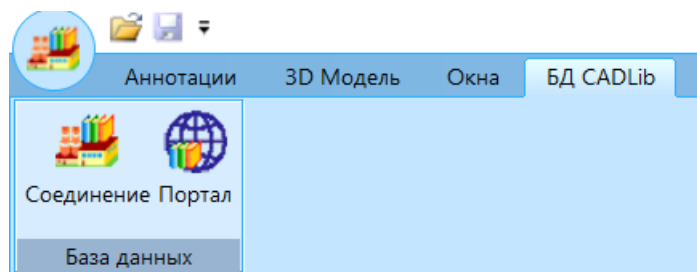 Аннотации 3D Модель Окна БД CADLib
Соединение Портал
База данных